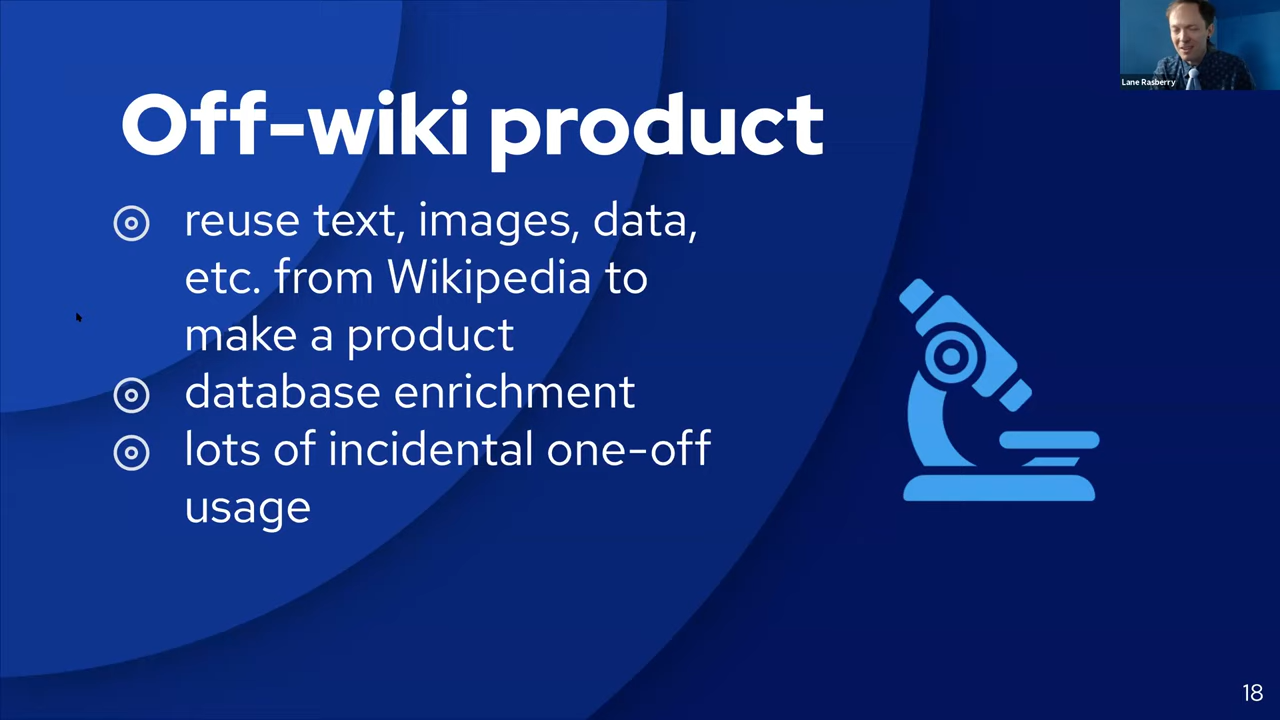 Lane Rasberry
Off-wiki product
reuse text, images, data,
etc. from Wikipedia to
make a product
database enrichment
lots of incidental one-off
usage
18